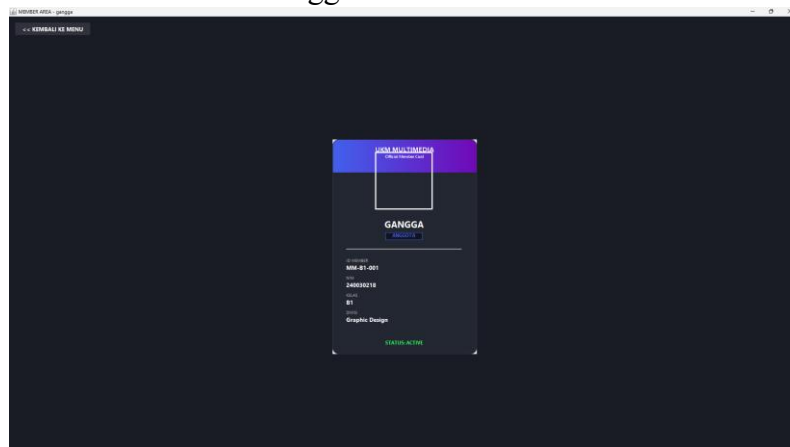 MEMBER AREA - gangga
<< KEMBALI KE MENU
UKM MULTIMEDIA
Official Member Card
GANGGA
ANGGOTA
ID MEMBER
MM-B1-001
NIM
240030218
KELAS
B1
DIVISI
Graphic Design
STATUS: ACTIVE